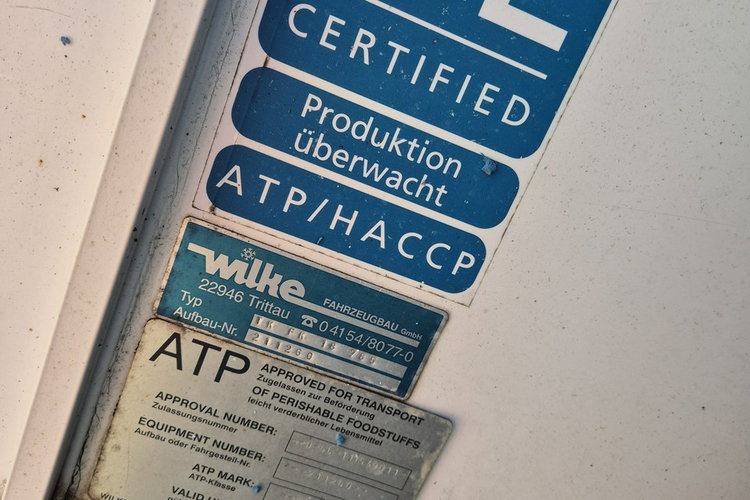 CERTIFIED
Produktion
überwacht
ATP/HACCP
wilke
FAHRZEUGBAU GmbH
22946 Trittau ☎ 04154/8077-0
Typ
Aufbau-Nr. 211260
ATP
APPROVED FOR TRANSPORT
Zugelassen zur Beförderung
OF PERISHABLE FOODSTUFFS
leicht verderblicher Lebensmittel
APPROVAL NUMBER:
Zulassungsnummer
EQUIPMENT NUMBER:
Aufbau oder Fahrgestell-Nr.
ATP MARK:
ATP-Klasse
VALID